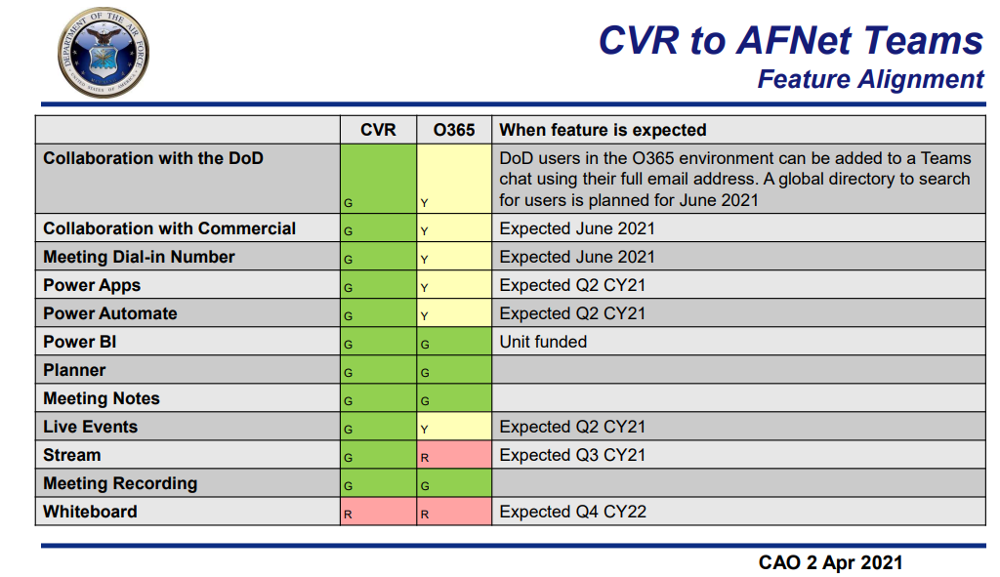 DEPARTMENT OF THE AIR FORCE
UNITED STATES OF AMERICA
CVR to AFNet Teams
Feature Alignment
CVR O365 When feature is expected
Collaboration with the DoD G Y DoD users in the O365 environment can be added to a Teams
chat using their full email address. A global directory to search
for users is planned for June 2021
Collaboration with Commercial G Y Expected June 2021
Meeting Dial-in Number G Y Expected June 2021
Power Apps G Y Expected Q2 CY21
Power Automate G Y Expected Q2 CY21
Power BI G G Unit funded
Planner G G
Meeting Notes G G
Live Events G Y Expected Q2 CY21
Stream G R Expected Q3 CY21
Meeting Recording G G
Whiteboard R R Expected Q4 CY22
CAO 2 Apr 2021